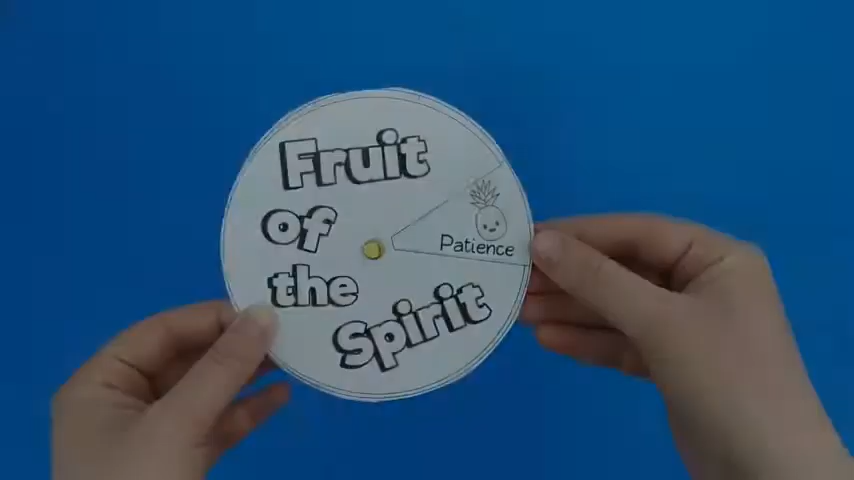 Fruit
of
the
Spirit
Patience